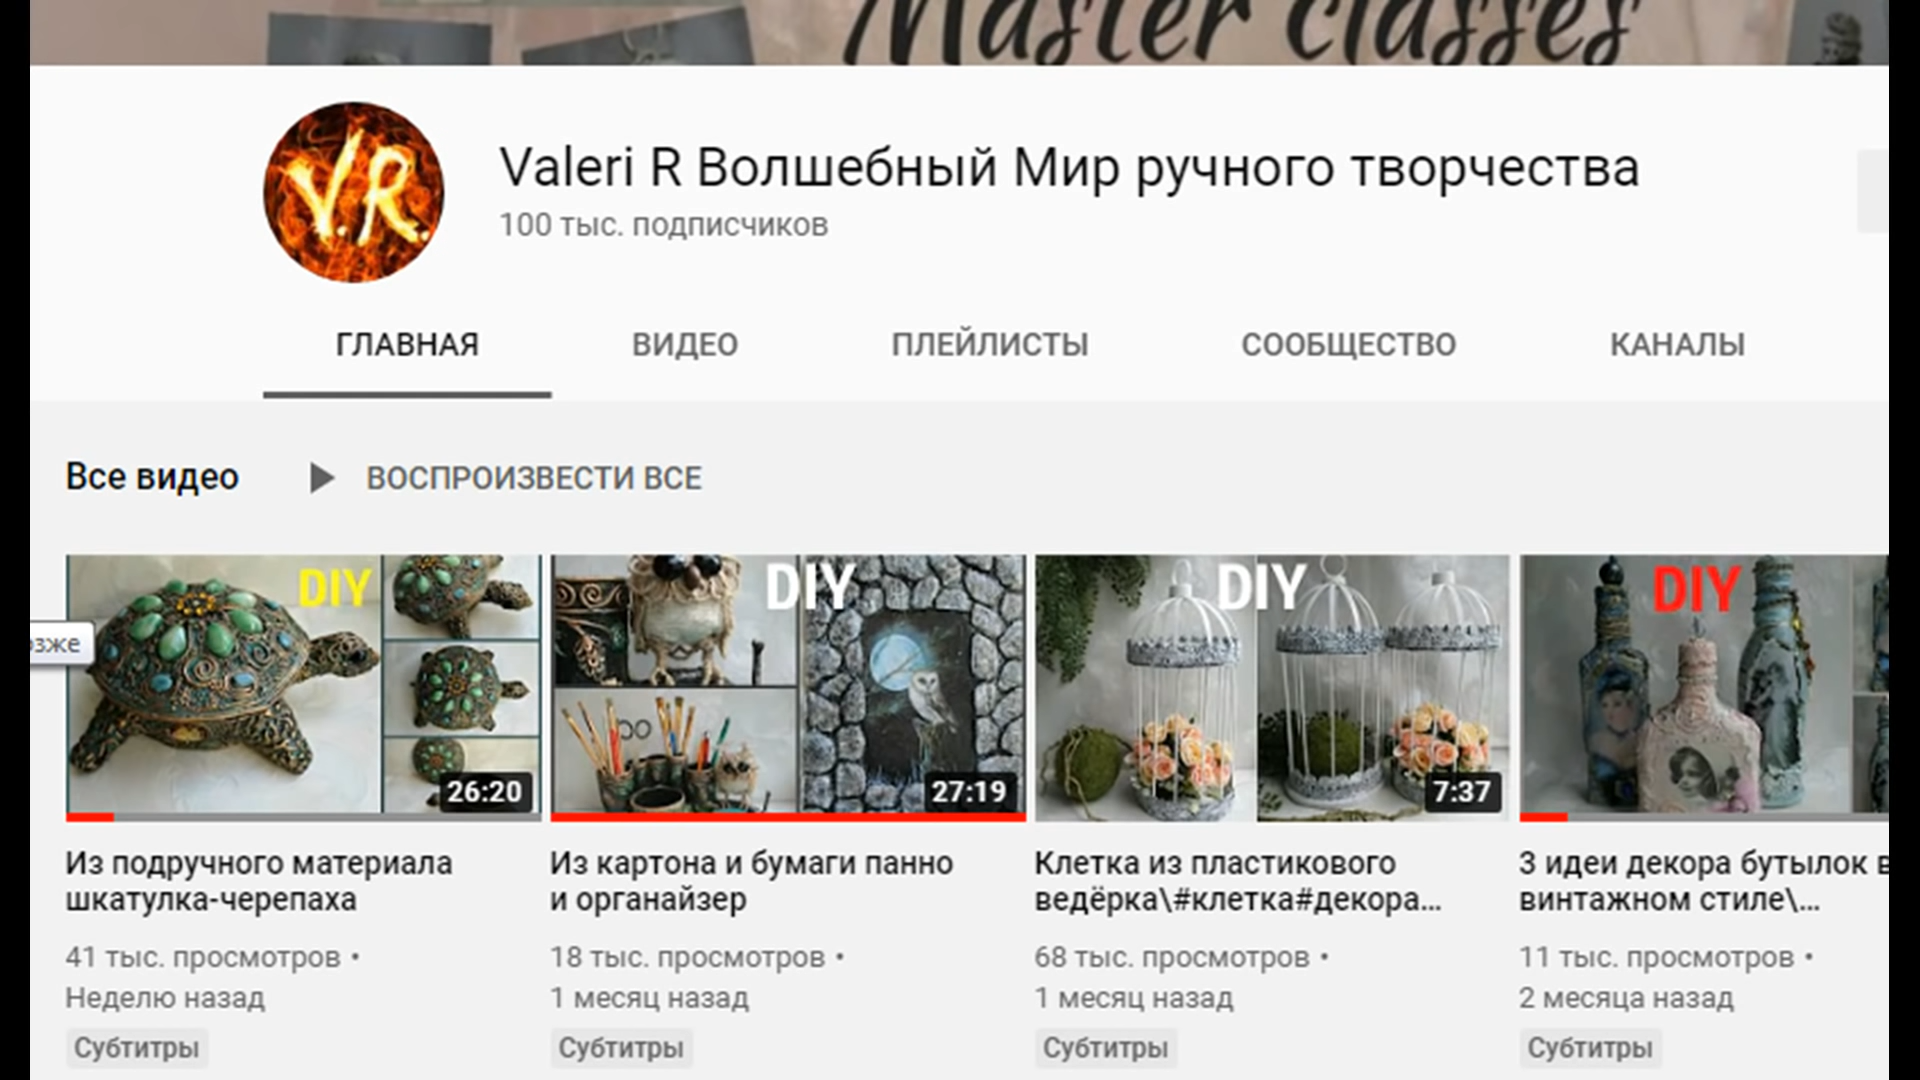 Master classes
V.R.
Valeri R Волшебный Мир ручного творчества
100 тыс. подписчиков
ГЛАВНАЯ ВИДЕО ПЛЕЙЛИСТЫ СООБЩЕСТВО КАНАЛЫ
Все видео ВОСПРОИЗВЕСТИ ВСЕ
DIY
26:20
DIY
27:19
DIY
7:37
DIY
Из подручного материала
шкатулка-черепаха
41 тыс. просмотров •
Неделю назад
Субтитры
Из картона и бумаги панно
и органайзер
18 тыс. просмотров •
1 месяц назад
Субтитры
Клетка из пластикового
ведёрка\#клетка#декора...
68 тыс. просмотров •
1 месяц назад
Субтитры
3 идеи декора бутылок в
винтажном стиле\...
11 тыс. просмотров •
2 месяца назад
Субтитры